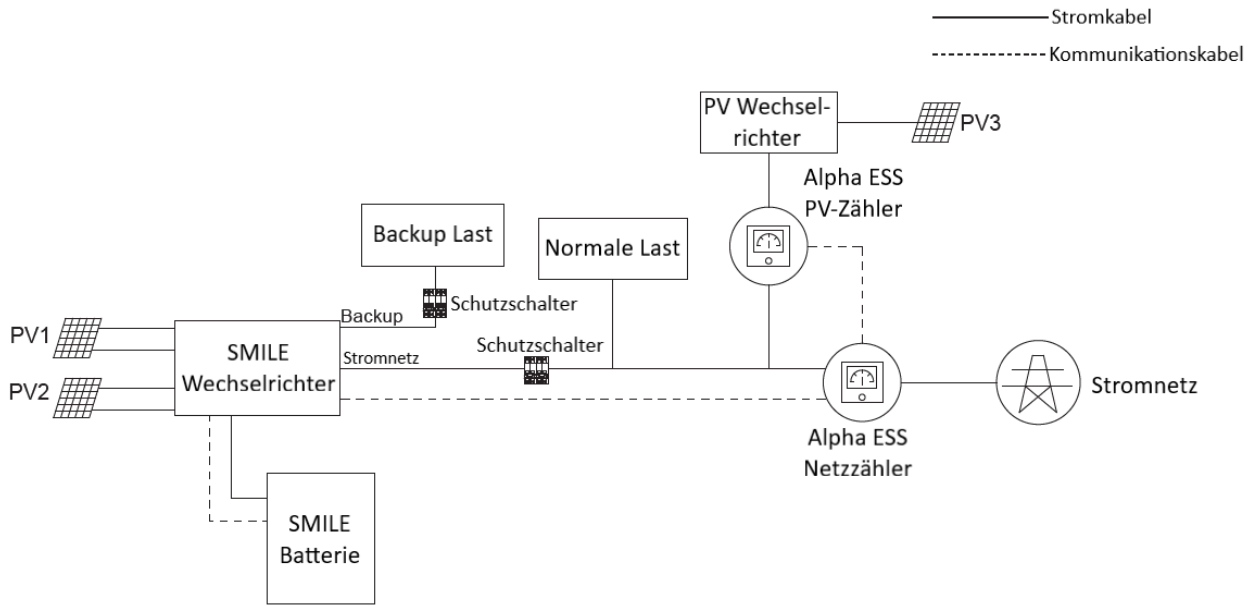 Stromkabel
Kommunikationskabel
PV Wechsel-
richter
PV3
Alpha ESS
PV-Zähler
Backup Last
Normale Last
Schutzschalter
Backup
PV1
SMILE
Wechselrichter
Stromnetz
Schutzschalter
PV2
Stromnetz
Alpha ESS
Netzzähler
SMILE
Batterie